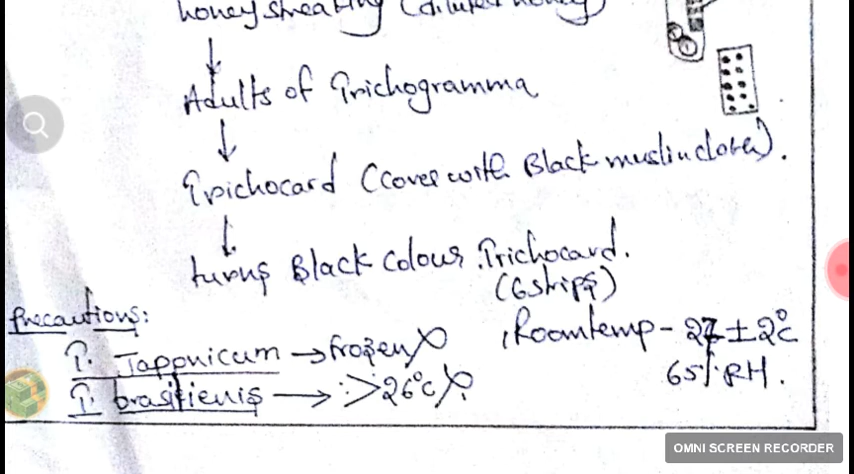 honey streaking (diluted honey)
Adults of Trichogramma
Trichocard (Cover with Black muslin cloth).
turns Black Colour Trichocard.
(6 strips)
Precautions:
T. Japonicum → frozen X
, Room temp - 27 ± 2°c
T. brasiliensis → :> 26°c X
65% RH.
OMNI SCREEN RECORDER